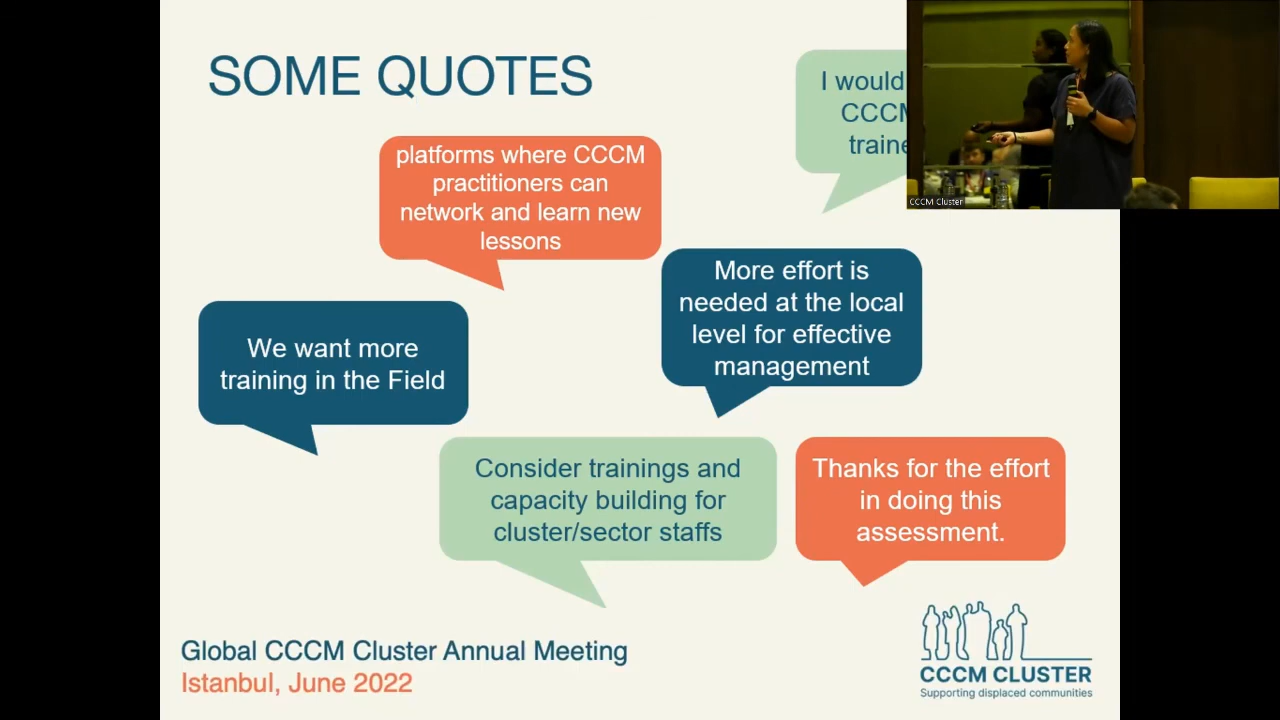 SOME QUOTES
I would
CCCM
traine
platforms where CCCM
practitioners can
network and learn new
lessons
CCCM Cluster
More effort is
needed at the local
level for effective
management
We want more
training in the Field
Consider trainings and
capacity building for
cluster/sector staffs
Thanks for the effort
in doing this
assessment.
Global CCCM Cluster Annual Meeting
Istanbul, June 2022
CCCM CLUSTER
Supporting displaced communities